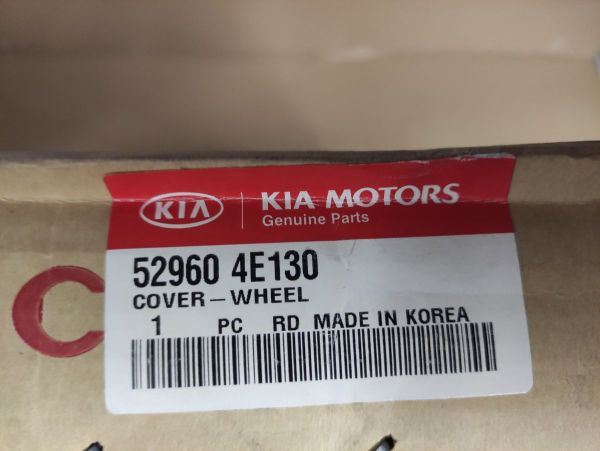 KIA KIA MOTORS
Genuine Parts
52960 4E130
COVER-WHEEL
1 PC RD MADE IN KOREA
C